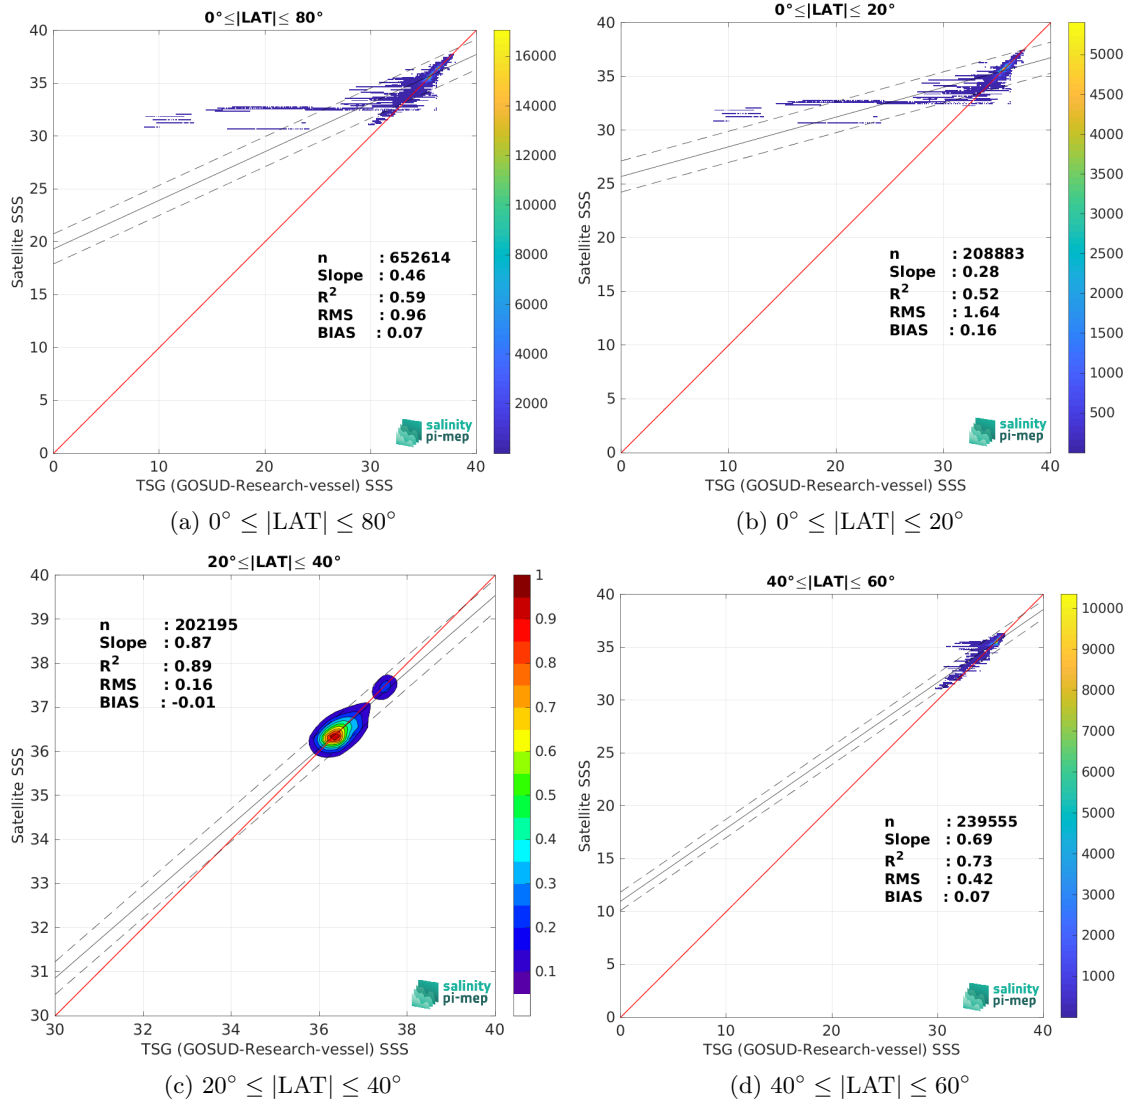 0°≤|LAT|≤ 80°
40
35
30
25
20
15
10
5
0
0
10
20
30
40
Satellite SSS
TSG (GOSUD-Research-vessel) SSS
n : 652614
Slope : 0.46
R² : 0.59
RMS : 0.96
BIAS : 0.07
salinity
pi-mep
16000
14000
12000
10000
8000
6000
4000
2000
(a) 0° ≤ |LAT| ≤ 80°
0°≤|LAT|≤ 20°
40
35
30
25
20
15
10
5
0
0
10
20
30
40
Satellite SSS
TSG (GOSUD-Research-vessel) SSS
n : 208883
Slope : 0.28
R² : 0.52
RMS : 1.64
BIAS : 0.16
salinity
pi-mep
5000
4500
4000
3500
3000
2500
2000
1500
1000
500
(b) 0° ≤ |LAT| ≤ 20°
20°≤|LAT|≤ 40°
40
39
38
37
36
35
34
33
32
31
30
30
32
34
36
38
40
Satellite SSS
TSG (GOSUD-Research-vessel) SSS
n : 202195
Slope : 0.87
R² : 0.89
RMS : 0.16
BIAS : -0.01
salinity
pi-mep
1
0.9
0.8
0.7
0.6
0.5
0.4
0.3
0.2
0.1
(c) 20° ≤ |LAT| ≤ 40°
40°≤|LAT|≤ 60°
40
35
30
25
20
15
10
5
0
0
10
20
30
40
Satellite SSS
TSG (GOSUD-Research-vessel) SSS
n : 239555
Slope : 0.69
R² : 0.73
RMS : 0.42
BIAS : 0.07
salinity
pi-mep
10000
9000
8000
7000
6000
5000
4000
3000
2000
1000
(d) 40° ≤ |LAT| ≤ 60°